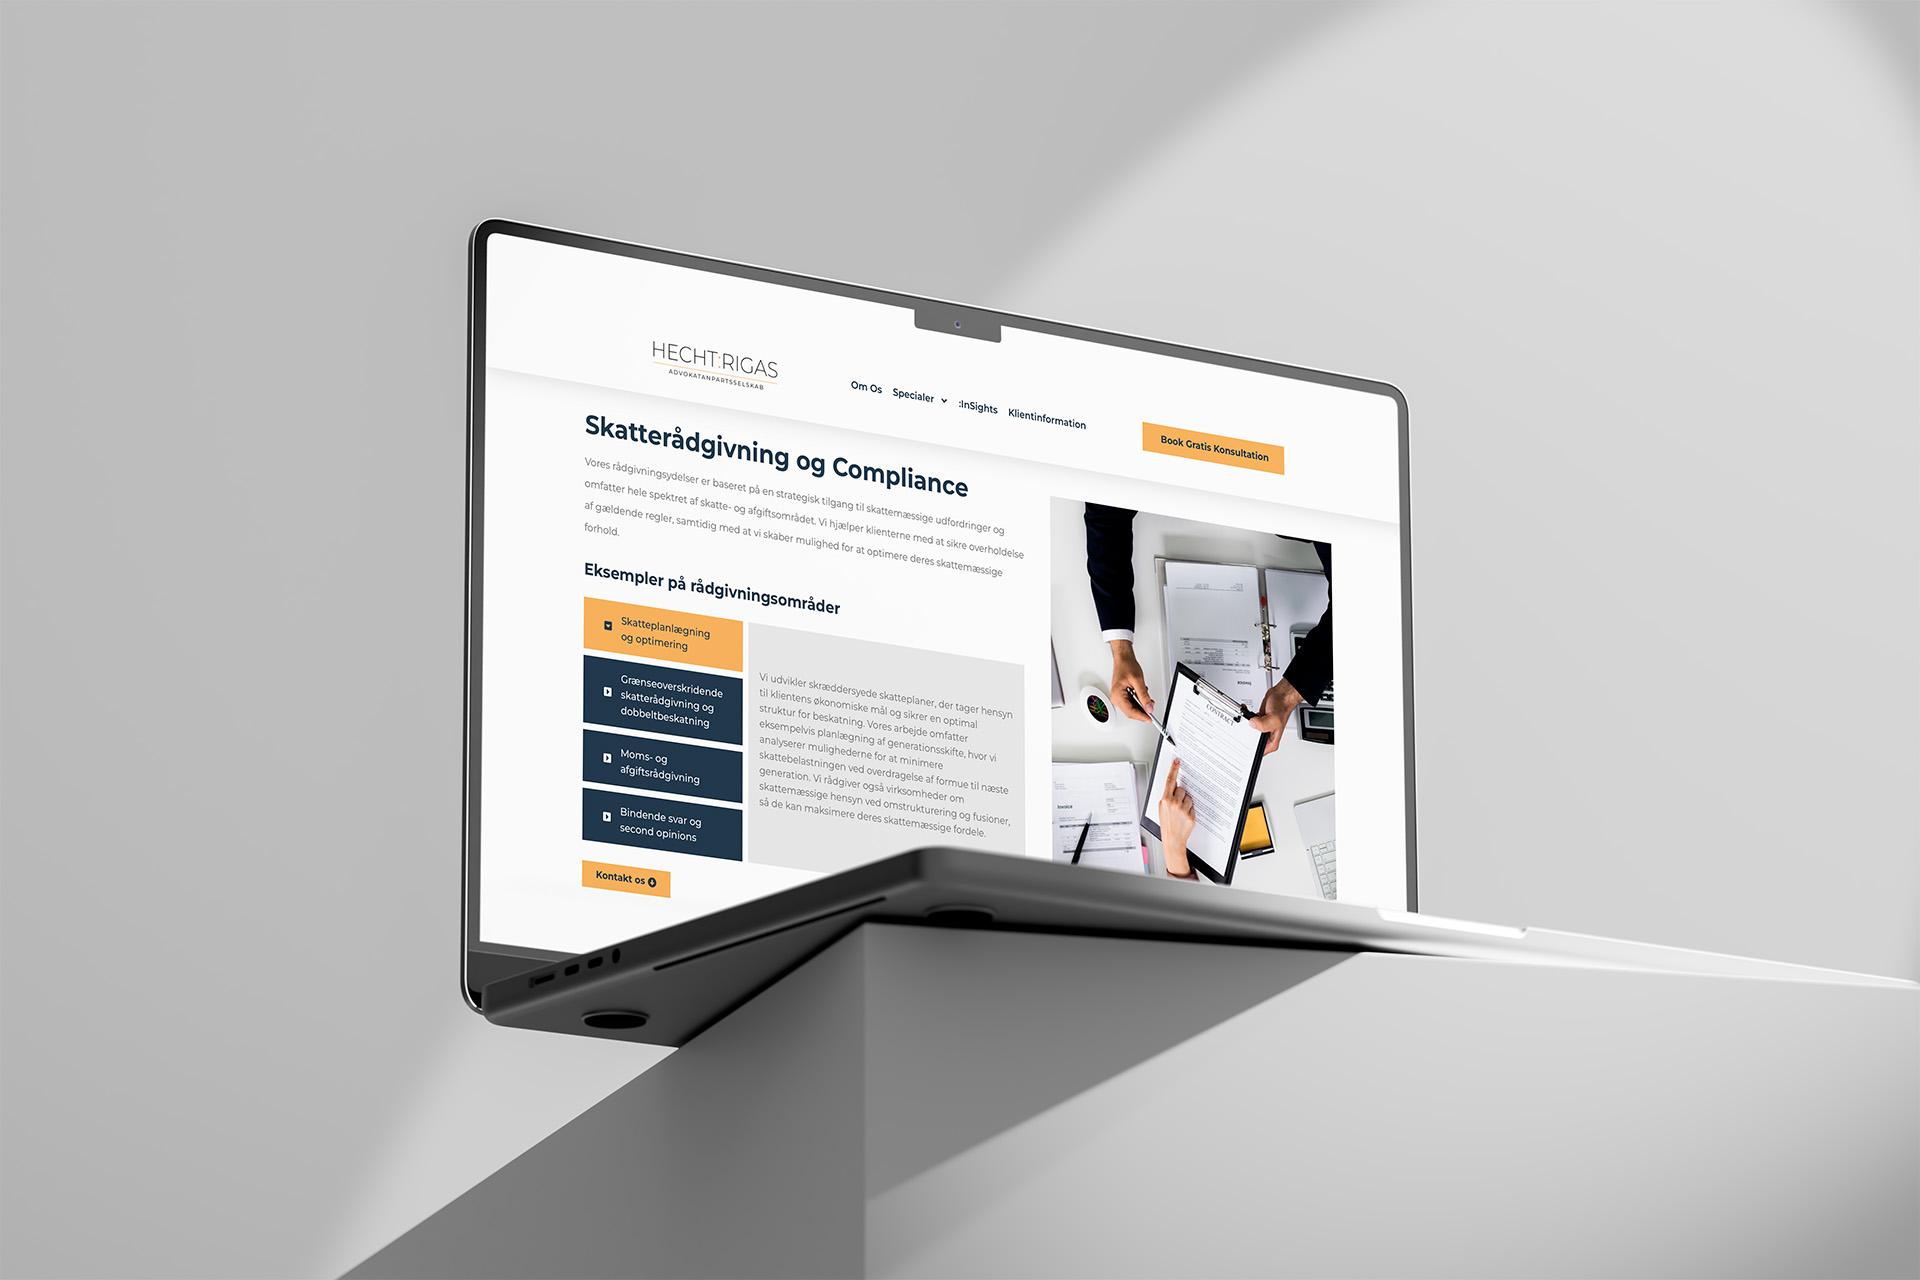 HECHT:RIGAS
ADVOKATANPARTSSELSKAB
Om Os
Specialer
:InSights
Klientinformation
Book Gratis Konsultation
Skatterådgivning og Compliance
Vores rådgivningsydelser er baseret på en strategisk tilgang til skattemæssige udfordringer og
omfatter hele spektret af skatte- og afgiftsområdet. Vi hjælper klienterne med at sikre overholdelse
af gældende regler, samtidig med at vi skaber mulighed for at optimere deres skattemæssige
forhold.
Eksempler på rådgivningsområder
Skatteplanlægning
og optimering
Grænseoverskridende
skatterådgivning og
dobbeltbeskatning
Moms- og
afgiftsrådgivning
Bindende svar og
second opinions
Vi udvikler skræddersyede skatteplaner, der tager hensyn
til klientens økonomiske mål og sikrer en optimal
struktur for beskatning. Vores arbejde omfatter
eksempelvis planlægning af generationsskifte, hvor vi
analyserer mulighederne for at minimere
skattebelastningen ved overdragelse af formue til næste
generation. Vi rådgiver også virksomheder om
skattemæssige hensyn ved omstrukturering og fusioner,
så de kan maksimere deres skattemæssige fordele.
Kontakt os
CONTRACT
Invoice